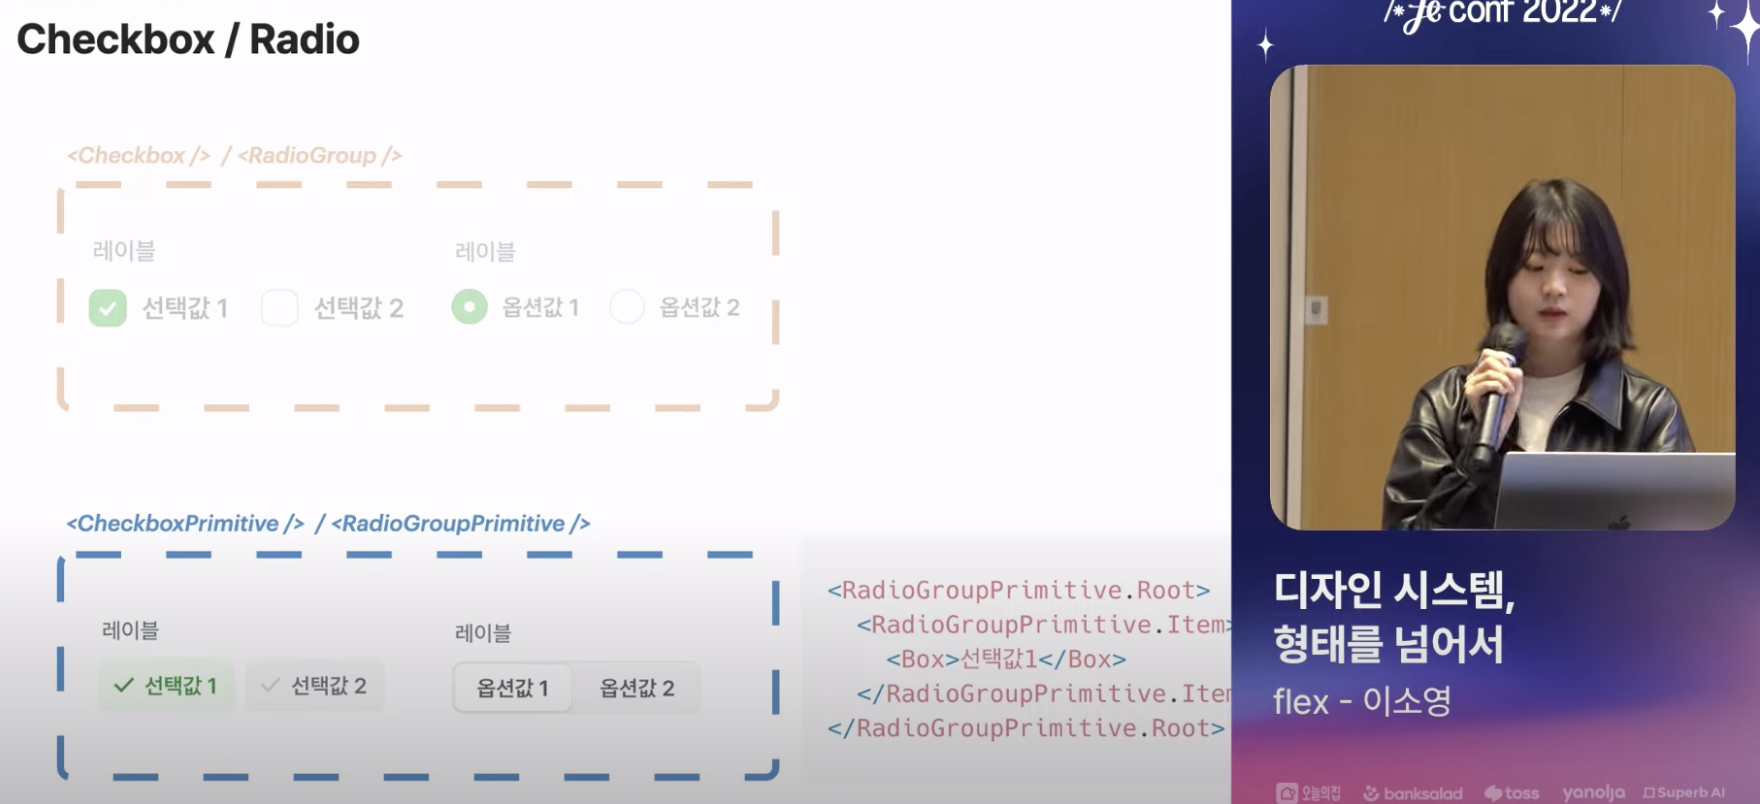 Checkbox / Radio
<Checkbox /> / <RadioGroup />
레이블
레이블
선택값 1
선택값 2
옵션값 1
옵션값 2
<CheckboxPrimitive /> / <RadioGroupPrimitive />
레이블
레이블
선택값 1
선택값 2
옵션값 1
옵션값 2
<RadioGroupPrimitive.Root>
<RadioGroupPrimitive.Item>
<Box>선택값1</Box>
</RadioGroupPrimitive.Iter
</RadioGroupPrimitive.Root>
/*fe conf 2022*/
디자인 시스템,
형태를 넘어서
flex - 이소영
오늘의집
banksalad
toss
yanolja
Superb AI